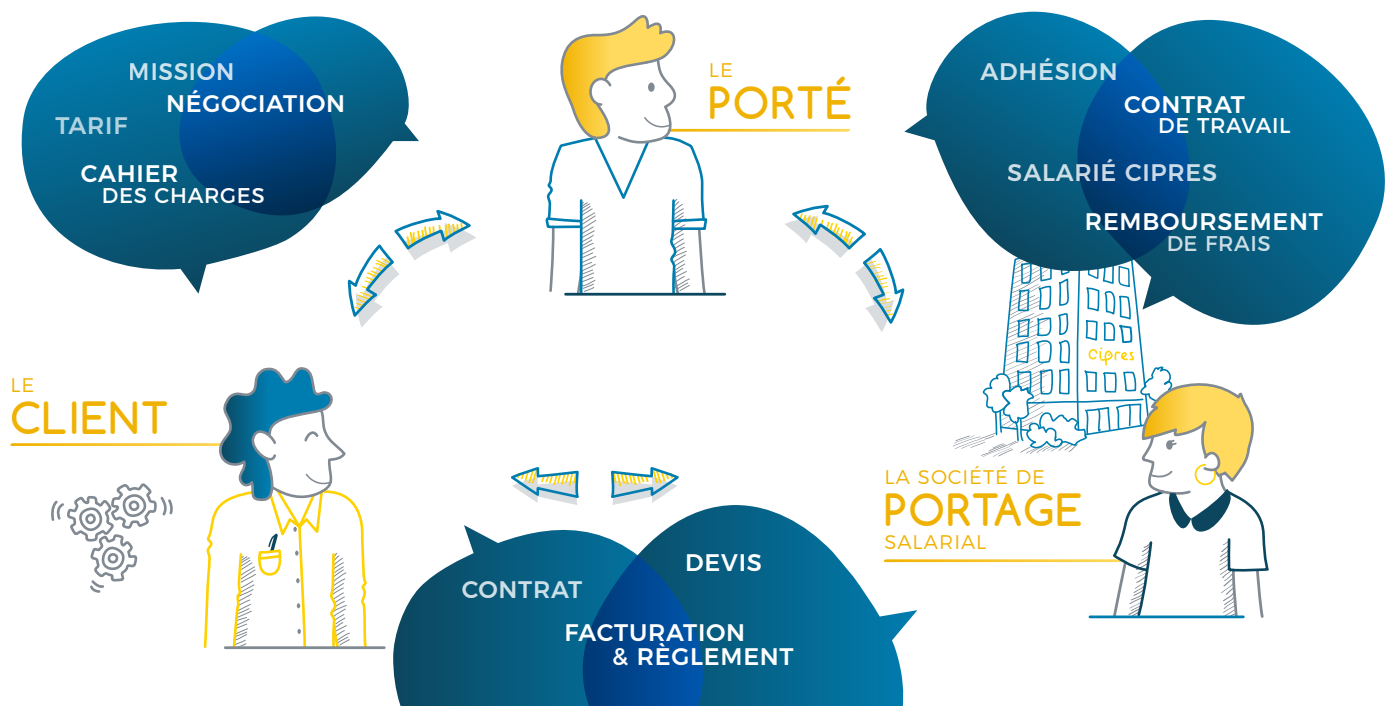 MISSION
NÉGOCIATION
TARIF
CAHIER
DES CHARGES
LE
PORTÉ
ADHÉSION
CONTRAT
DE TRAVAIL
SALARIÉ CIPRES
REMBOURSEMENT
DE FRAIS
cipres
LE
CLIENT
LA SOCIÉTÉ DE
PORTAGE
SALARIAL
DEVIS
CONTRAT
FACTURATION
& RÈGLEMENT